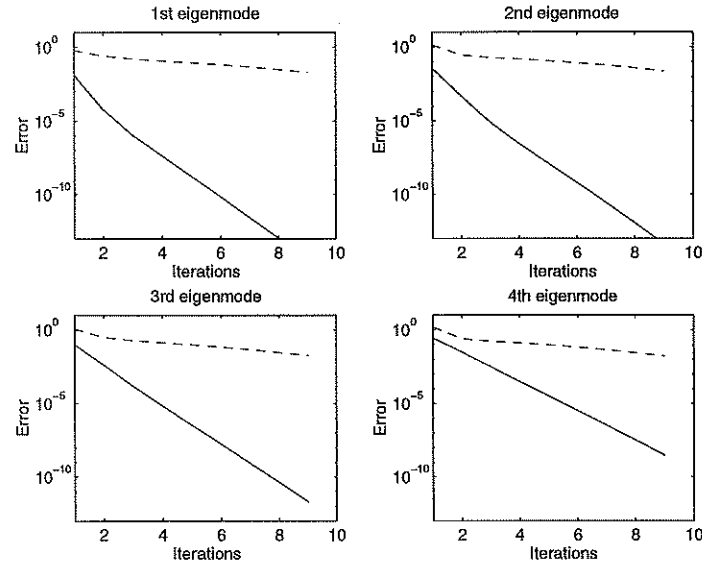 1st eigenmode
10^0
10^-5
10^-10
Error
2 4 6 8 10
Iterations
2nd eigenmode
10^0
10^-5
10^-10
Error
2 4 6 8 10
Iterations
3rd eigenmode
10^0
10^-5
10^-10
Error
2 4 6 8 10
Iterations
4th eigenmode
10^0
10^-5
10^-10
Error
2 4 6 8 10
Iterations